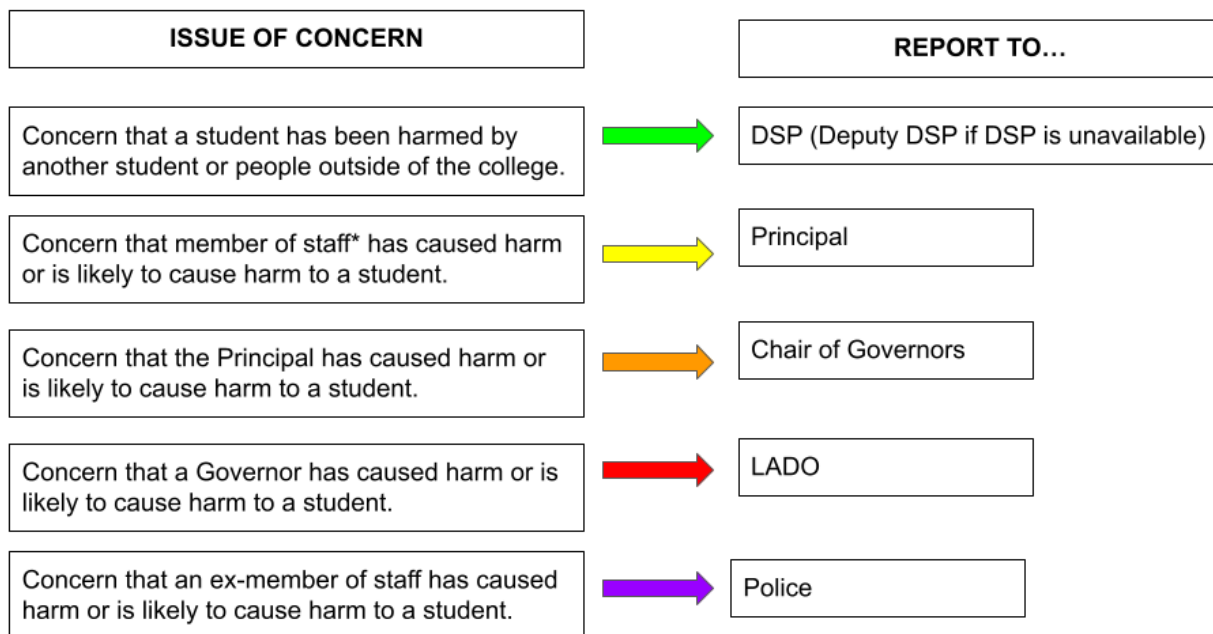 ISSUE OF CONCERN
REPORT TO…
Concern that a student has been harmed by
another student or people outside of the college.
DSP (Deputy DSP if DSP is unavailable)
Concern that member of staff* has caused harm
or is likely to cause harm to a student.
Principal
Concern that the Principal has caused harm or
is likely to cause harm to a student.
Chair of Governors
Concern that a Governor has caused harm or is
likely to cause harm to a student.
LADO
Concern that an ex-member of staff has caused
harm or is likely to cause harm to a student.
Police